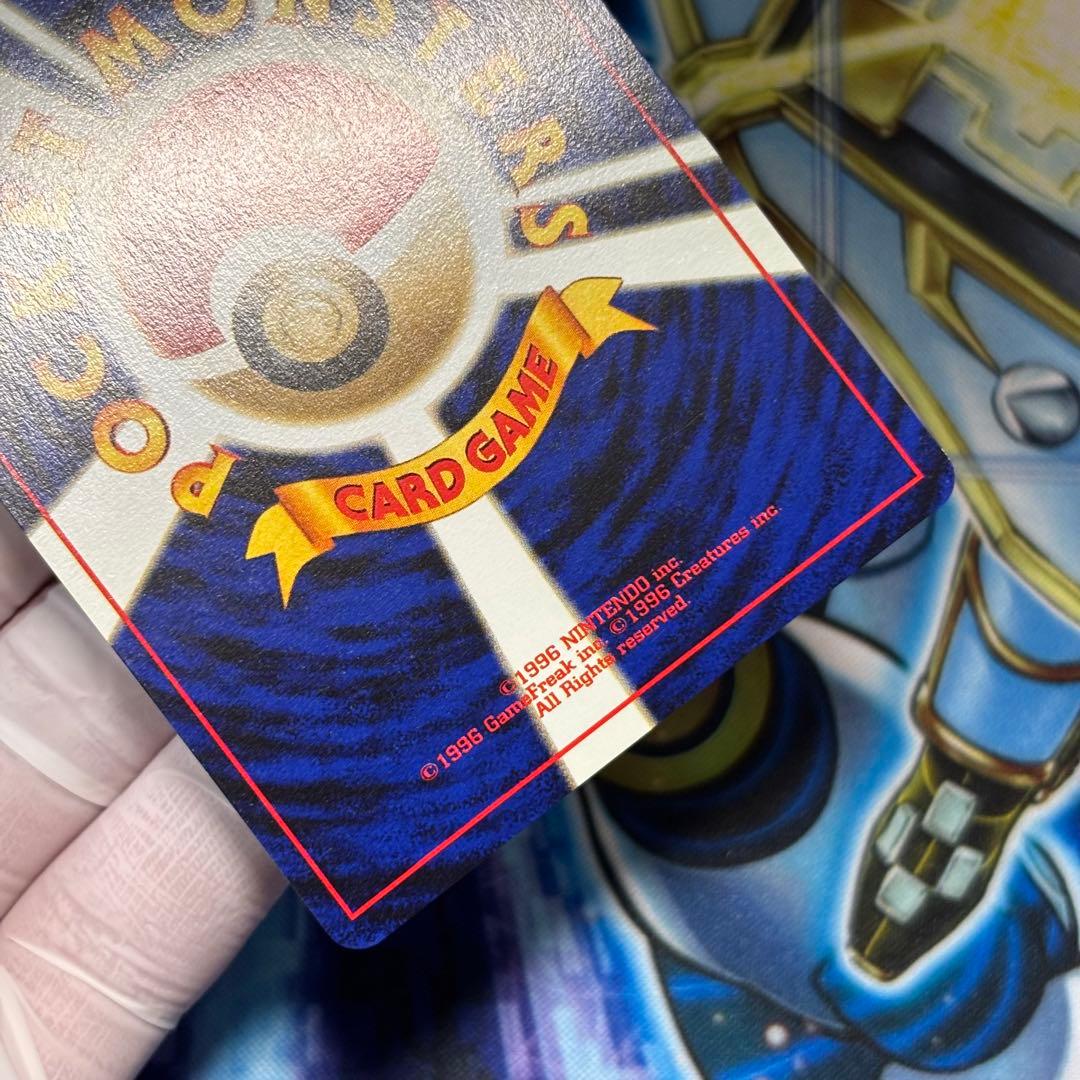 POCKET MONSTERS
CARD GAME
©1996 NINTENDO inc.
©1996 GameFreak inc. ©1996 Creatures inc.
All Rights reserved.